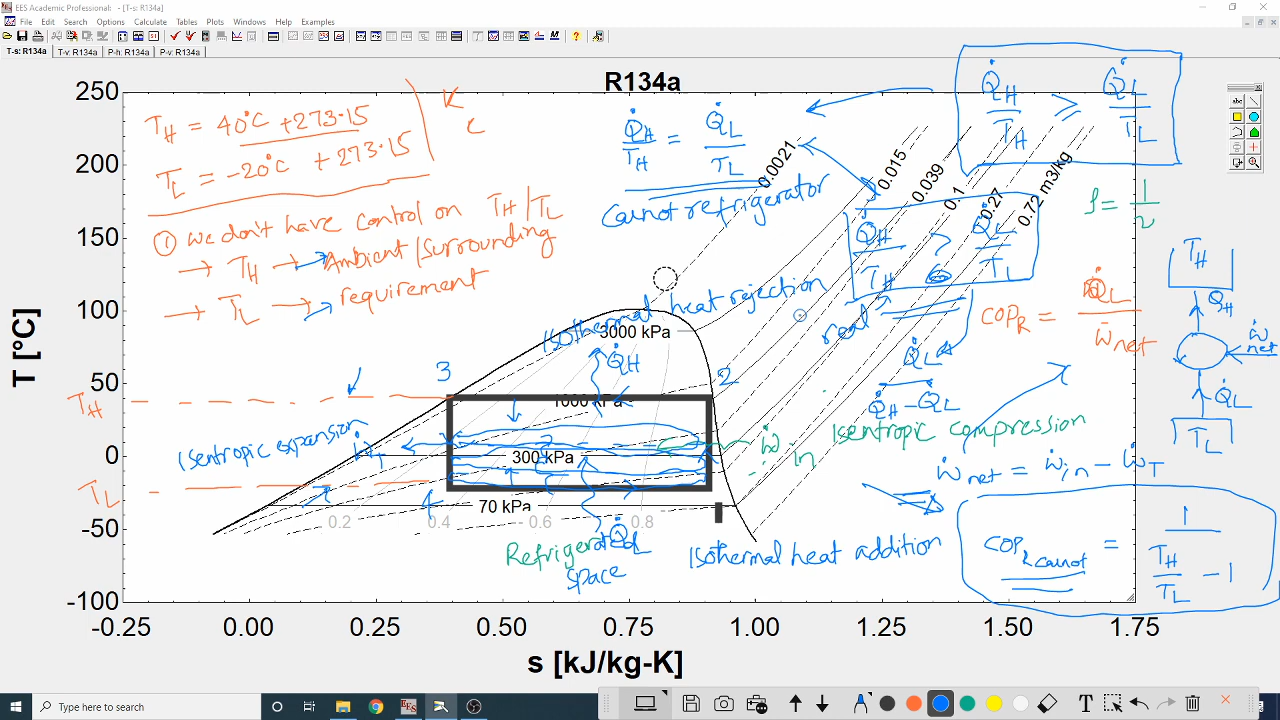 EES Academic Professional: - [T-s: R134a]
File Edit Search Options Calculate Tables Plots Windows Help Examples
T-s: R134a T-v: R134a P-h: R134a P-v: R134a
R134a
T_H = 40°C + 273.15
T_L = -20°C + 273.15
K
① We don't have control on T_H / T_L
→ T_H → Ambient/surrounding
→ T_L → requirement
Q̇_H / T_H = Q̇_L / T_L
Carnot refrigerator
Q̇_H / T_H ≥ Q̇_L / T_L
Q̇_H / T_H > Q̇_L / T_L
real
ρ = 1/v
0.0021
0.015
0.039
0.1
0.27
0.72 m3/kg
Isothermal heat rejection
COP_R = Q̇_L / Ẇ_net
Q̇_L
Q̇_H - Q̇_L
T_H
Q̇_H
Ẇ_net
Q̇_L
T_L
3000 kPa
Q̇_H
3
2
T_H
1000 kPa
Isentropic expansion
300 kPa
Ẇ_in
Isentropic compression
Ẇ_net = Ẇ_in - Ẇ_T
T_L
4
70 kPa
0.2 0.4 0.6 0.8
Q̇_L
Refrigerated
space
Isothermal heat addition
COP_R carnot = 1 / (T_H / T_L - 1)
250
200
150
100
50
0
-50
-100
T [°C]
-0.25 0.00 0.25 0.50 0.75 1.00 1.25 1.50 1.75
s [kJ/kg-K]
Type here to search